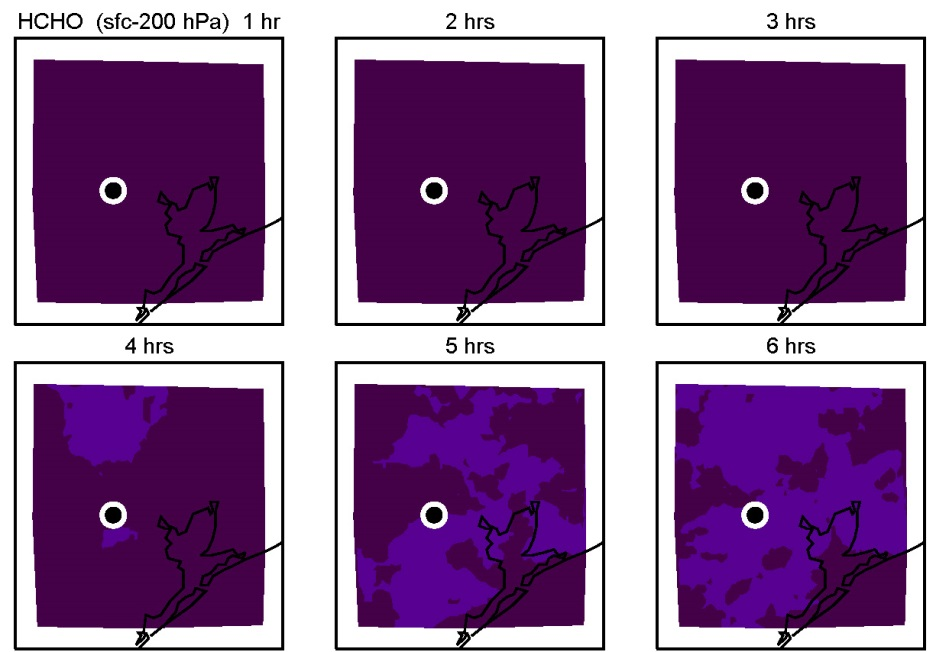 HCHO (sfc-200 hPa) 1 hr
2 hrs
3 hrs
4 hrs
5 hrs
6 hrs